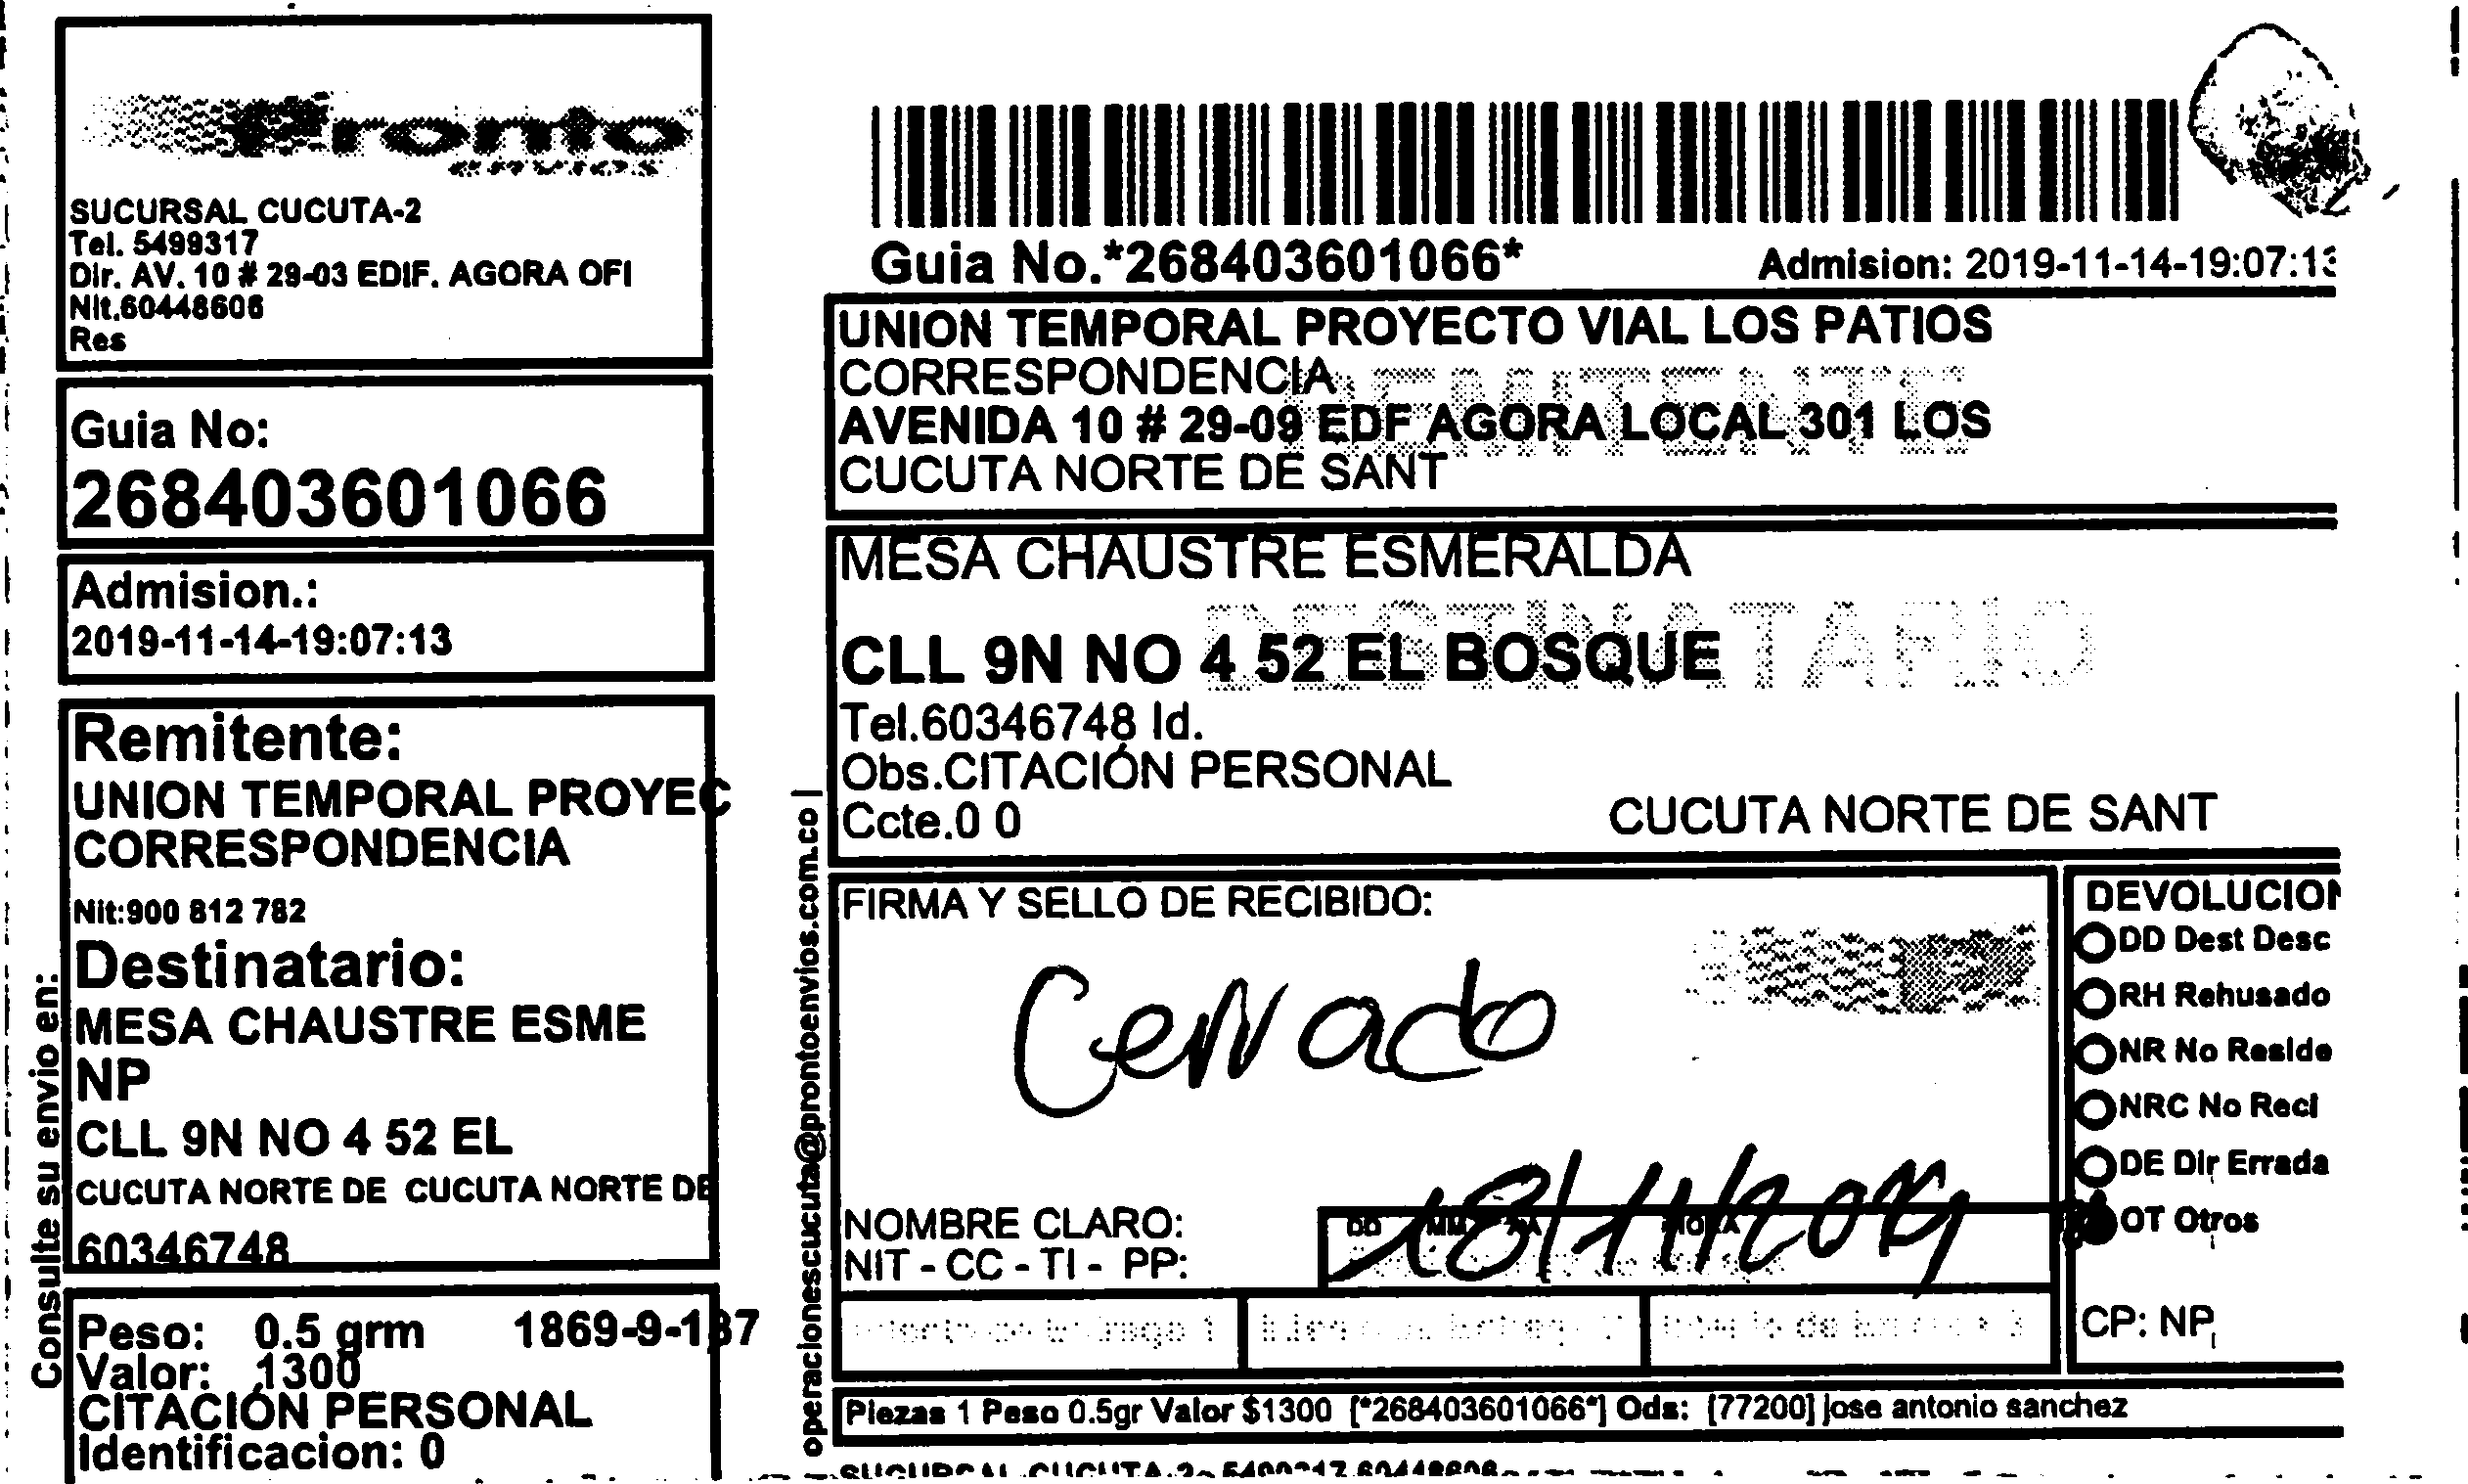 Pronto
SUCURSAL CUCUTA-2
Tel. 5499317
Dir. AV. 10 # 29-03 EDIF. AGORA OFI
Nit.60448606
Res
Guia No:
268403601066
Admision.:
2019-11-14-19:07:13
Remitente:
UNION TEMPORAL PROYEC
CORRESPONDENCIA
Nit:900 812 782
Destinatario:
MESA CHAUSTRE ESME
NP
CLL 9N NO 4 52 EL
CUCUTA NORTE DE CUCUTA NORTE DE
60346748
Peso: 0.5 grm 1869-9-137
Valor: 1300
CITACIÓN PERSONAL
Identificacion: 0
Consulte su envio en:
operacionescucuta@prontoenvios.com.co |
Guia No.*268403601066* Admision: 2019-11-14-19:07:13
UNION TEMPORAL PROYECTO VIAL LOS PATIOS
CORRESPONDENCIA
REMITENTE
AVENIDA 10 # 29-09 EDF AGORA LOCAL 301 LOS
CUCUTA NORTE DE SANT
MESA CHAUSTRE ESMERALDA
DESTINATARIO
CLL 9N NO 4 52 EL BOSQUE
Tel.60346748 Id.
Obs.CITACIÓN PERSONAL
Ccte.0 0 CUCUTA NORTE DE SANT
FIRMA Y SELLO DE RECIBIDO:
Cerrado
18/11/2019
NOMBRE CLARO:
NIT - CC - TI - PP:
DD MM AA HORA
DEVOLUCION
DD Dest Desc
RH Rehusado
NR No Reside
NRC No Recl
DE Dir Errada
OT Otros
CP: NP
Piezas 1 Peso 0.5gr Valor $1300 [*268403601066*] Ods: [77200] jose antonio sanchez